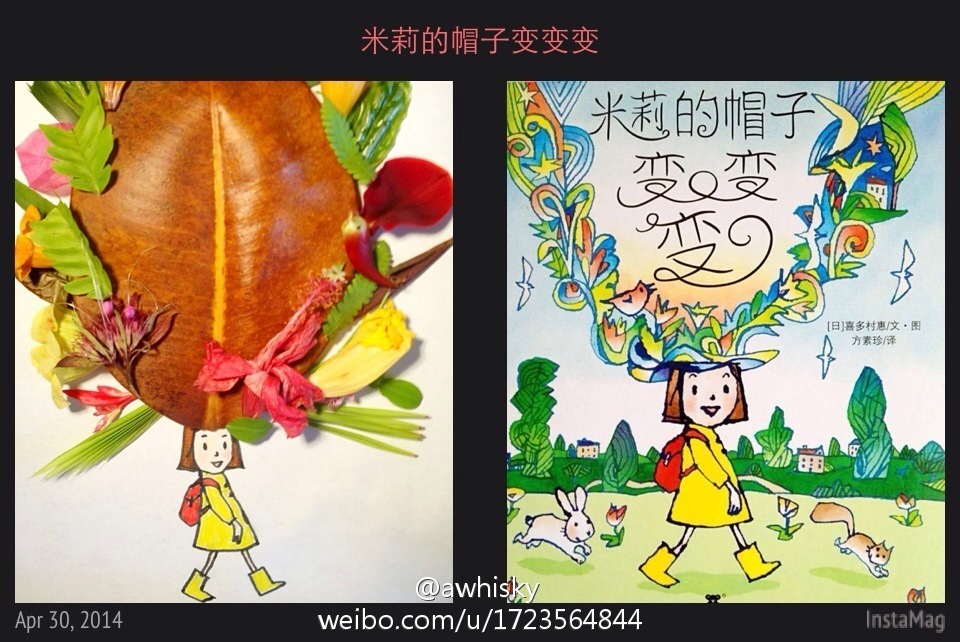 米莉的帽子变变变
米莉的帽子
变变
变
[日]喜多村惠/文·图
方素珍/译
@awhisky
weibo.com/u/1723564844
Apr 30, 2014
InstaMag